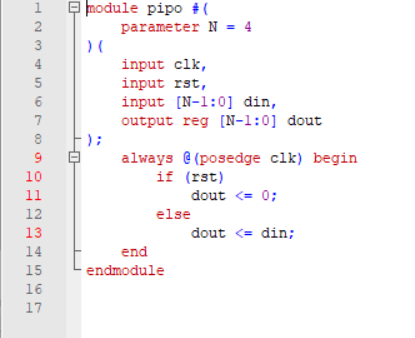 1 module pipo #(
2 parameter N = 4
3 )(
4 input clk,
5 input rst,
6 input [N-1:0] din,
7 output reg [N-1:0] dout
8 );
9 always @(posedge clk) begin
10 if (rst)
11 dout <= 0;
12 else
13 dout <= din;
14 end
15 endmodule
16
17